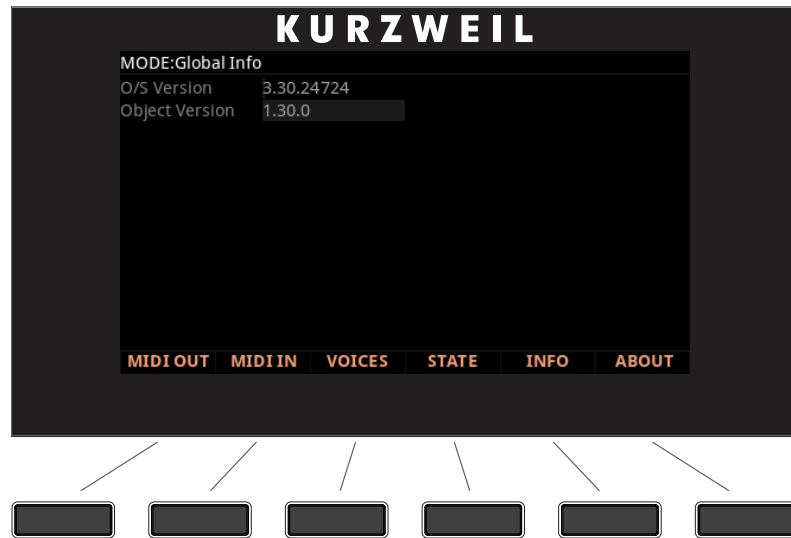 KURZWEIL
MODE:Global Info
O/S Version 3.30.24724
Object Version 1.30.0
MIDI OUT MIDI IN VOICES STATE INFO ABOUT